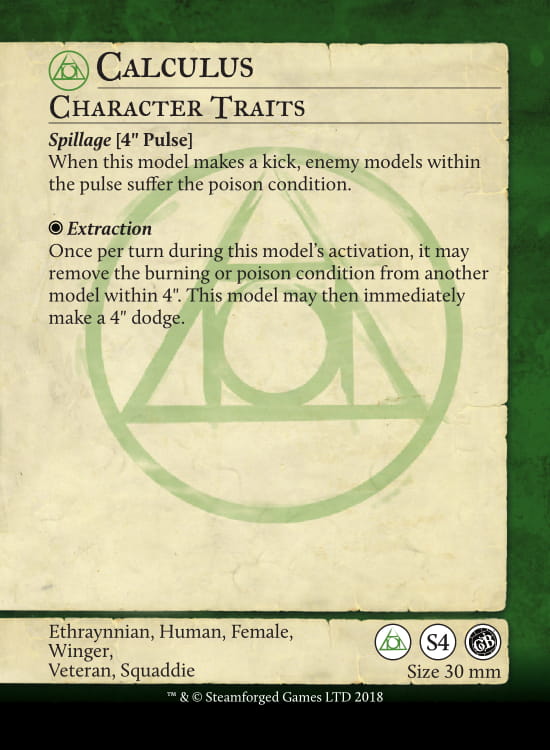 Calculus
Character Traits
Spillage [4" Pulse]
When this model makes a kick, enemy models within
the pulse suffer the poison condition.
Extraction
Once per turn during this model's activation, it may
remove the burning or poison condition from another
model within 4". This model may then immediately
make a 4" dodge.
Ethraynnian, Human, Female,
Winger,
Veteran, Squaddie
S4
GB
Size 30 mm
™ & © Steamforged Games LTD 2018